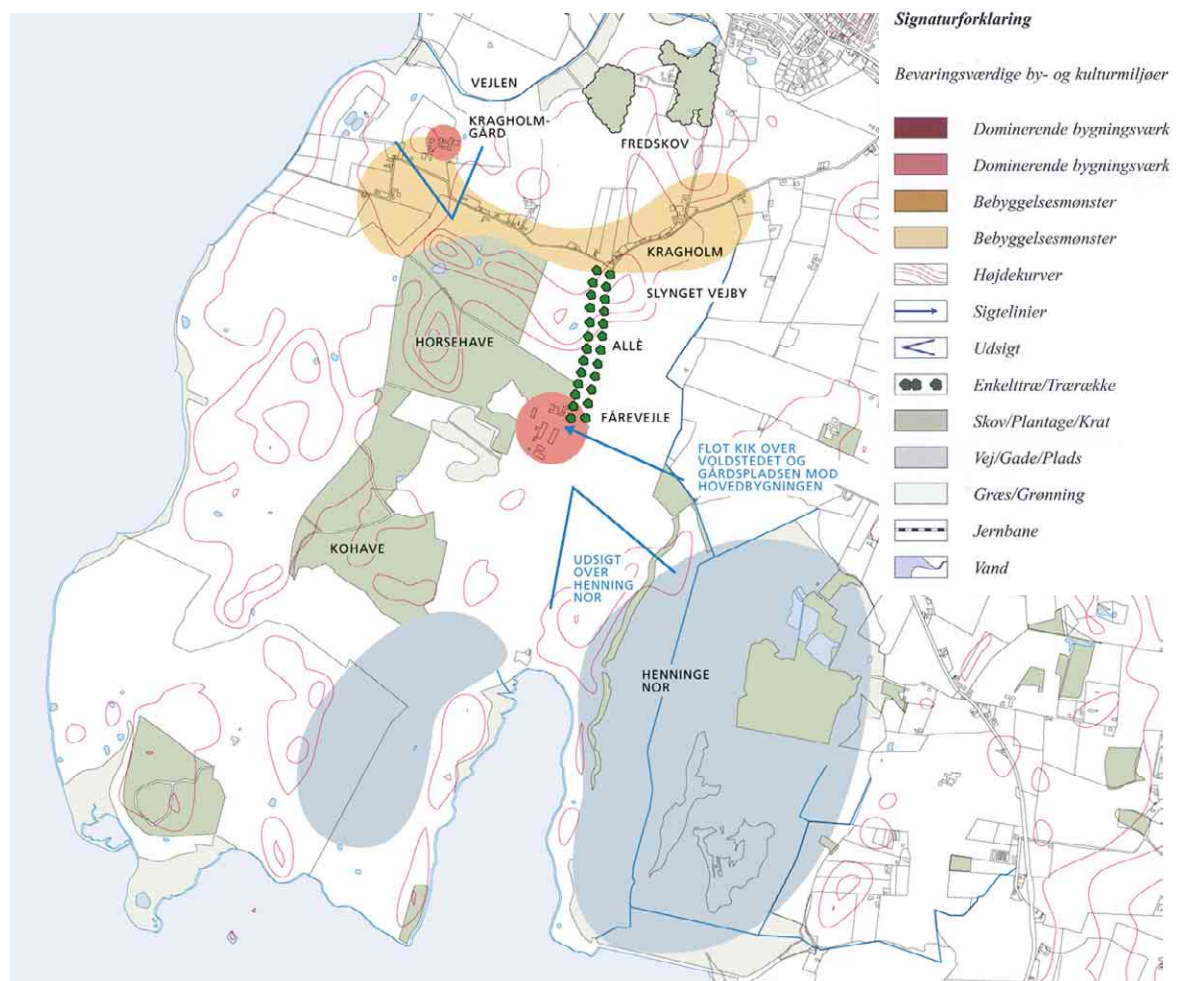 Signaturforklaring
Bevaringsværdige by- og kulturmiljøer
Dominerende bygningsværk
Dominerende bygningsværk
Bebyggelsesmønster
Bebyggelsesmønster
Højdekurver
Sigtelinier
Udsigt
Enkelttræ/Trærække
Skov/Plantage/Krat
Vej/Gade/Plads
Græs/Grønning
Jernbane
Vand
VEJLEN
KRAGHOLM-
GÅRD
FREDSKOV
KRAGHOLM
SLYNGET VEJBY
HORSEHAVE
ALLÈ
FÅREVEJLE
FLOT KIK OVER
VOLDSTEDET OG
GÅRDSPLADSEN MOD
HOVEDBYGNINGEN
KOHAVE
UDSIGT
OVER
HENNING
NOR
HENNINGE
NOR